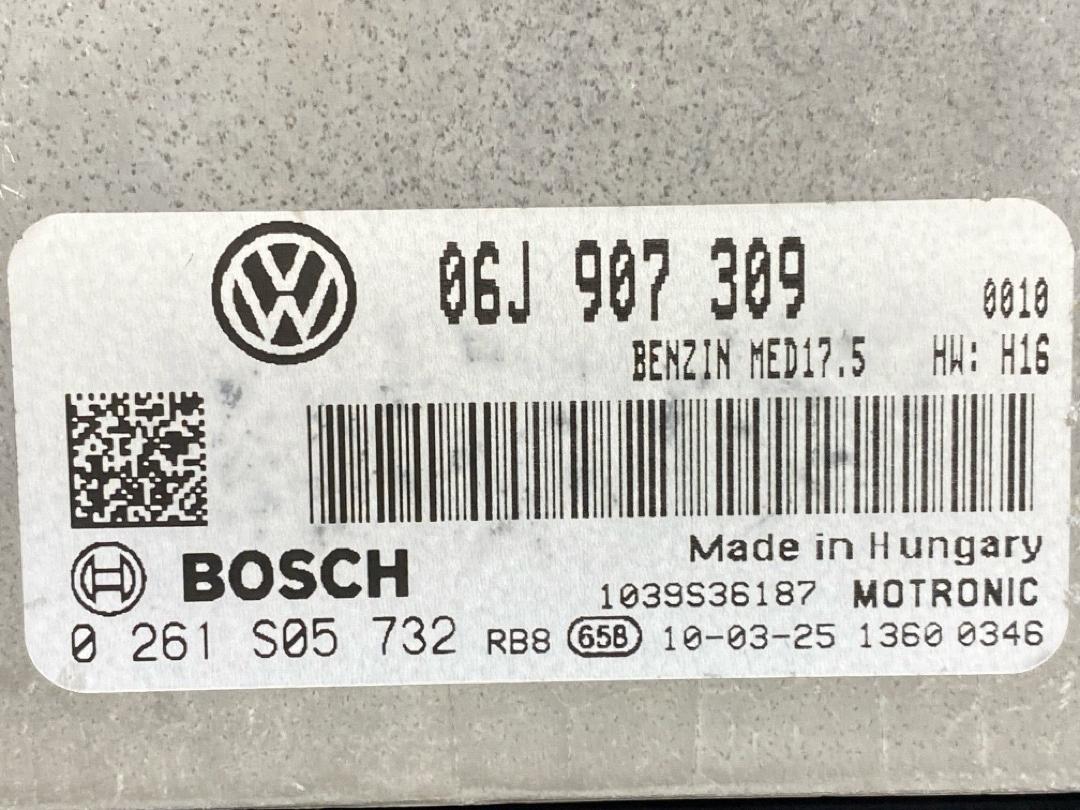 06J 907 309
0010
BENZIN MED17.5 HW: H16
Made in Hungary
BOSCH
1039S36187 MOTRONIC
0 261 S05 732 RB8 65B 10-03-25 1360 0346